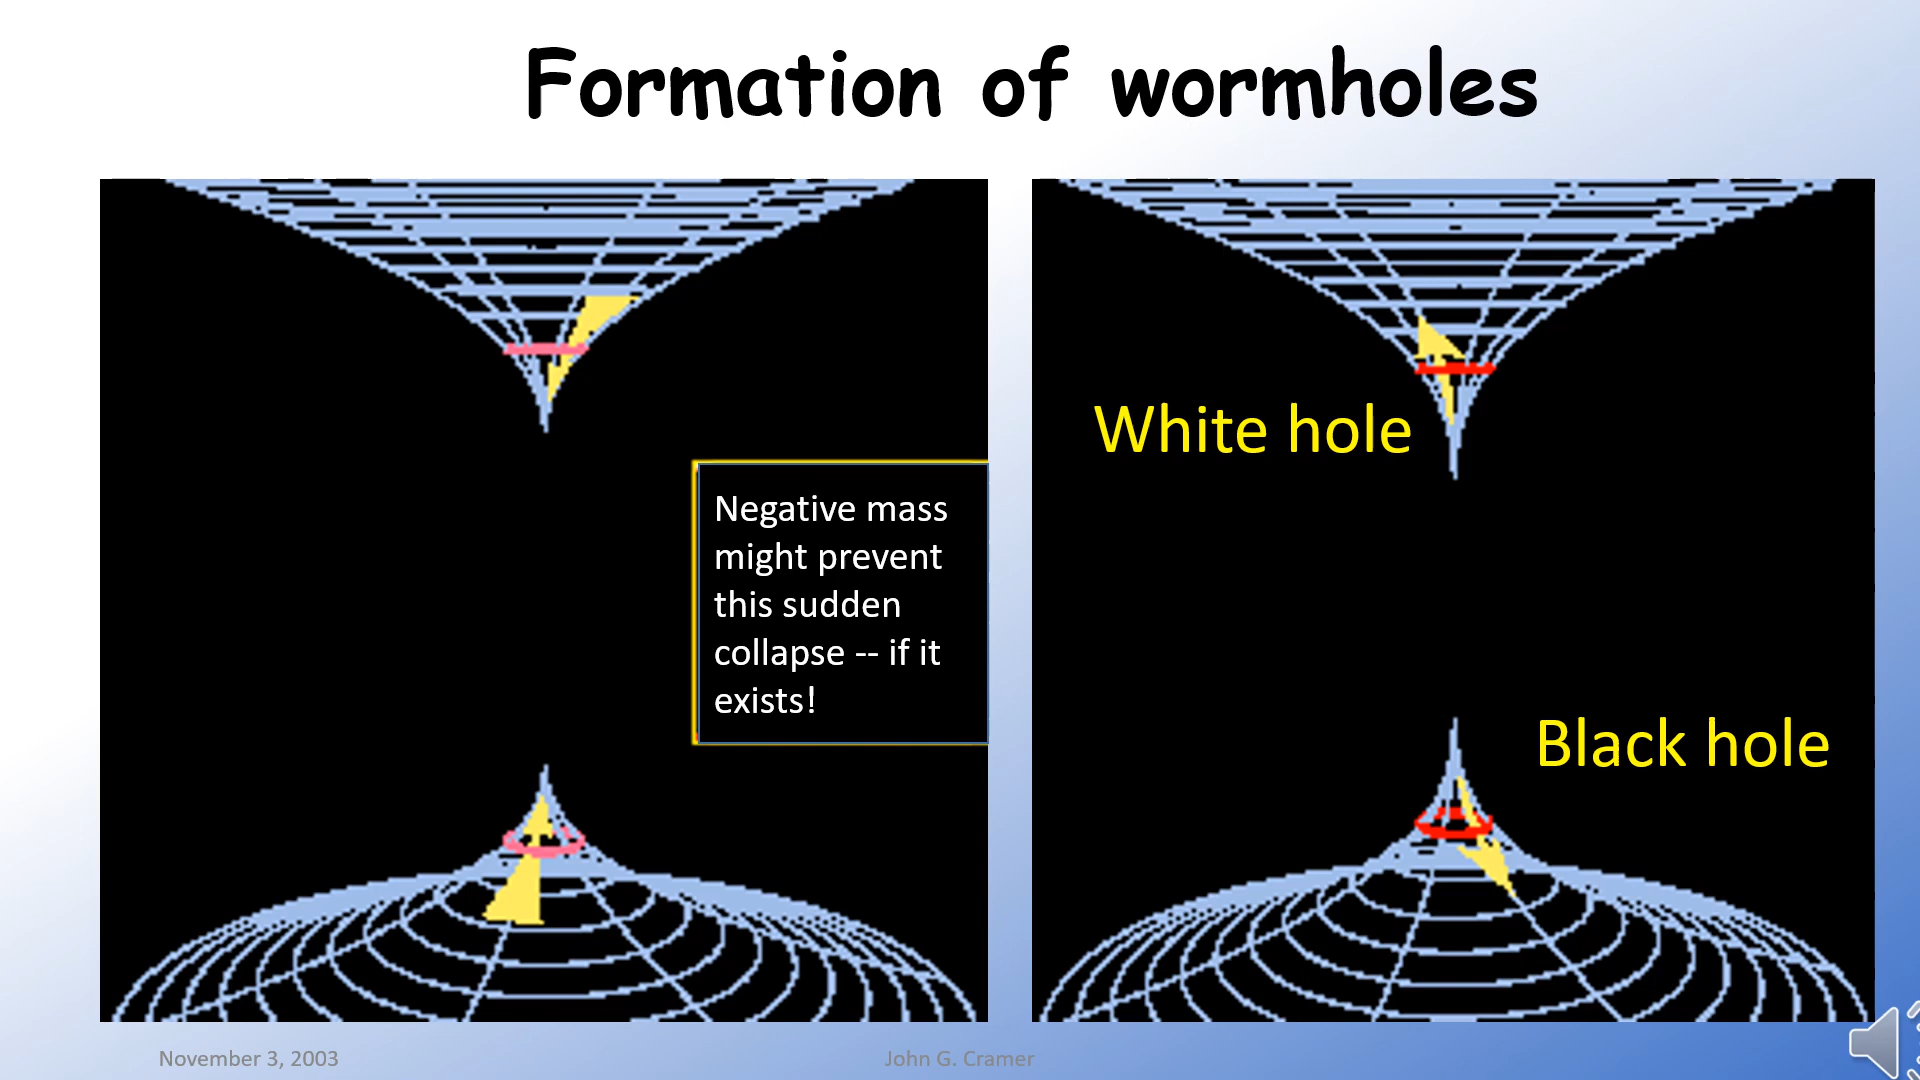 Formation of wormholes
Negative mass
might prevent
this sudden
collapse -- if it
exists!
White hole
Black hole
November 3, 2003
John G. Cramer